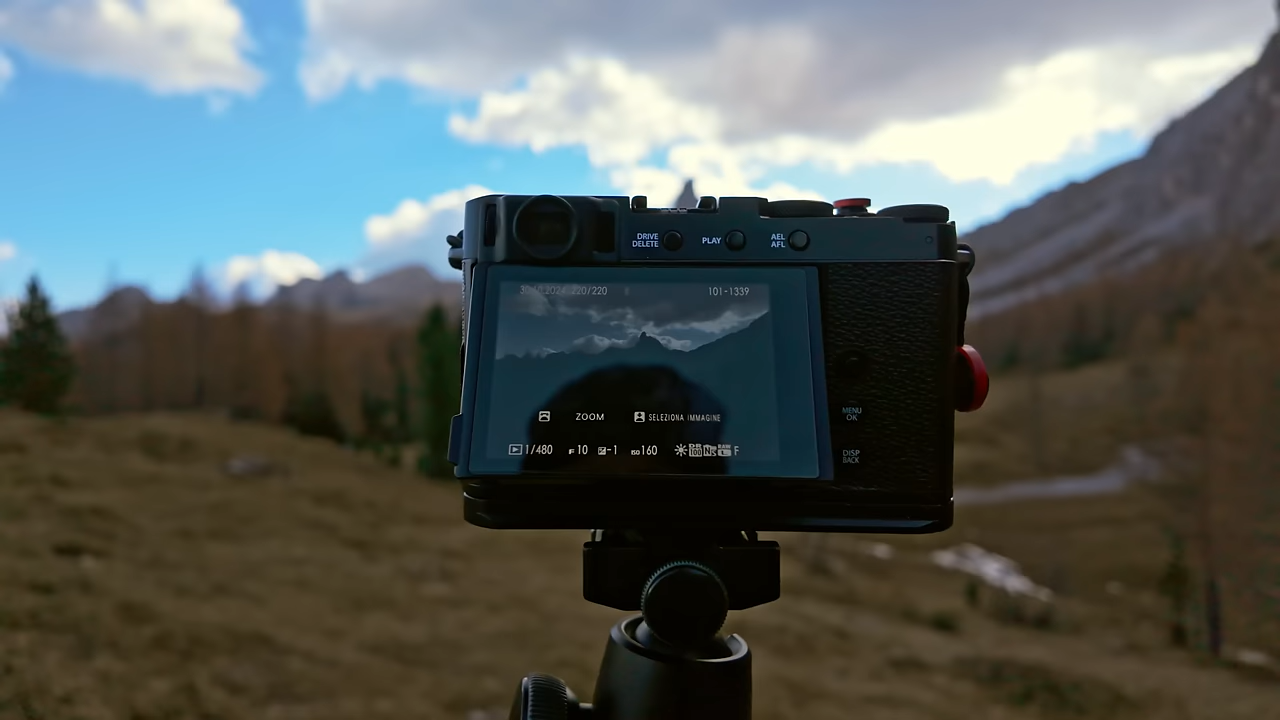 DRIVE
DELETE
PLAY
AEL
AFL
220/220
101-1339
ZOOM
SELEZIONA IMMAGINE
1/480 F10 -1 ISO160 F
MENU
OK
DISP
BACK